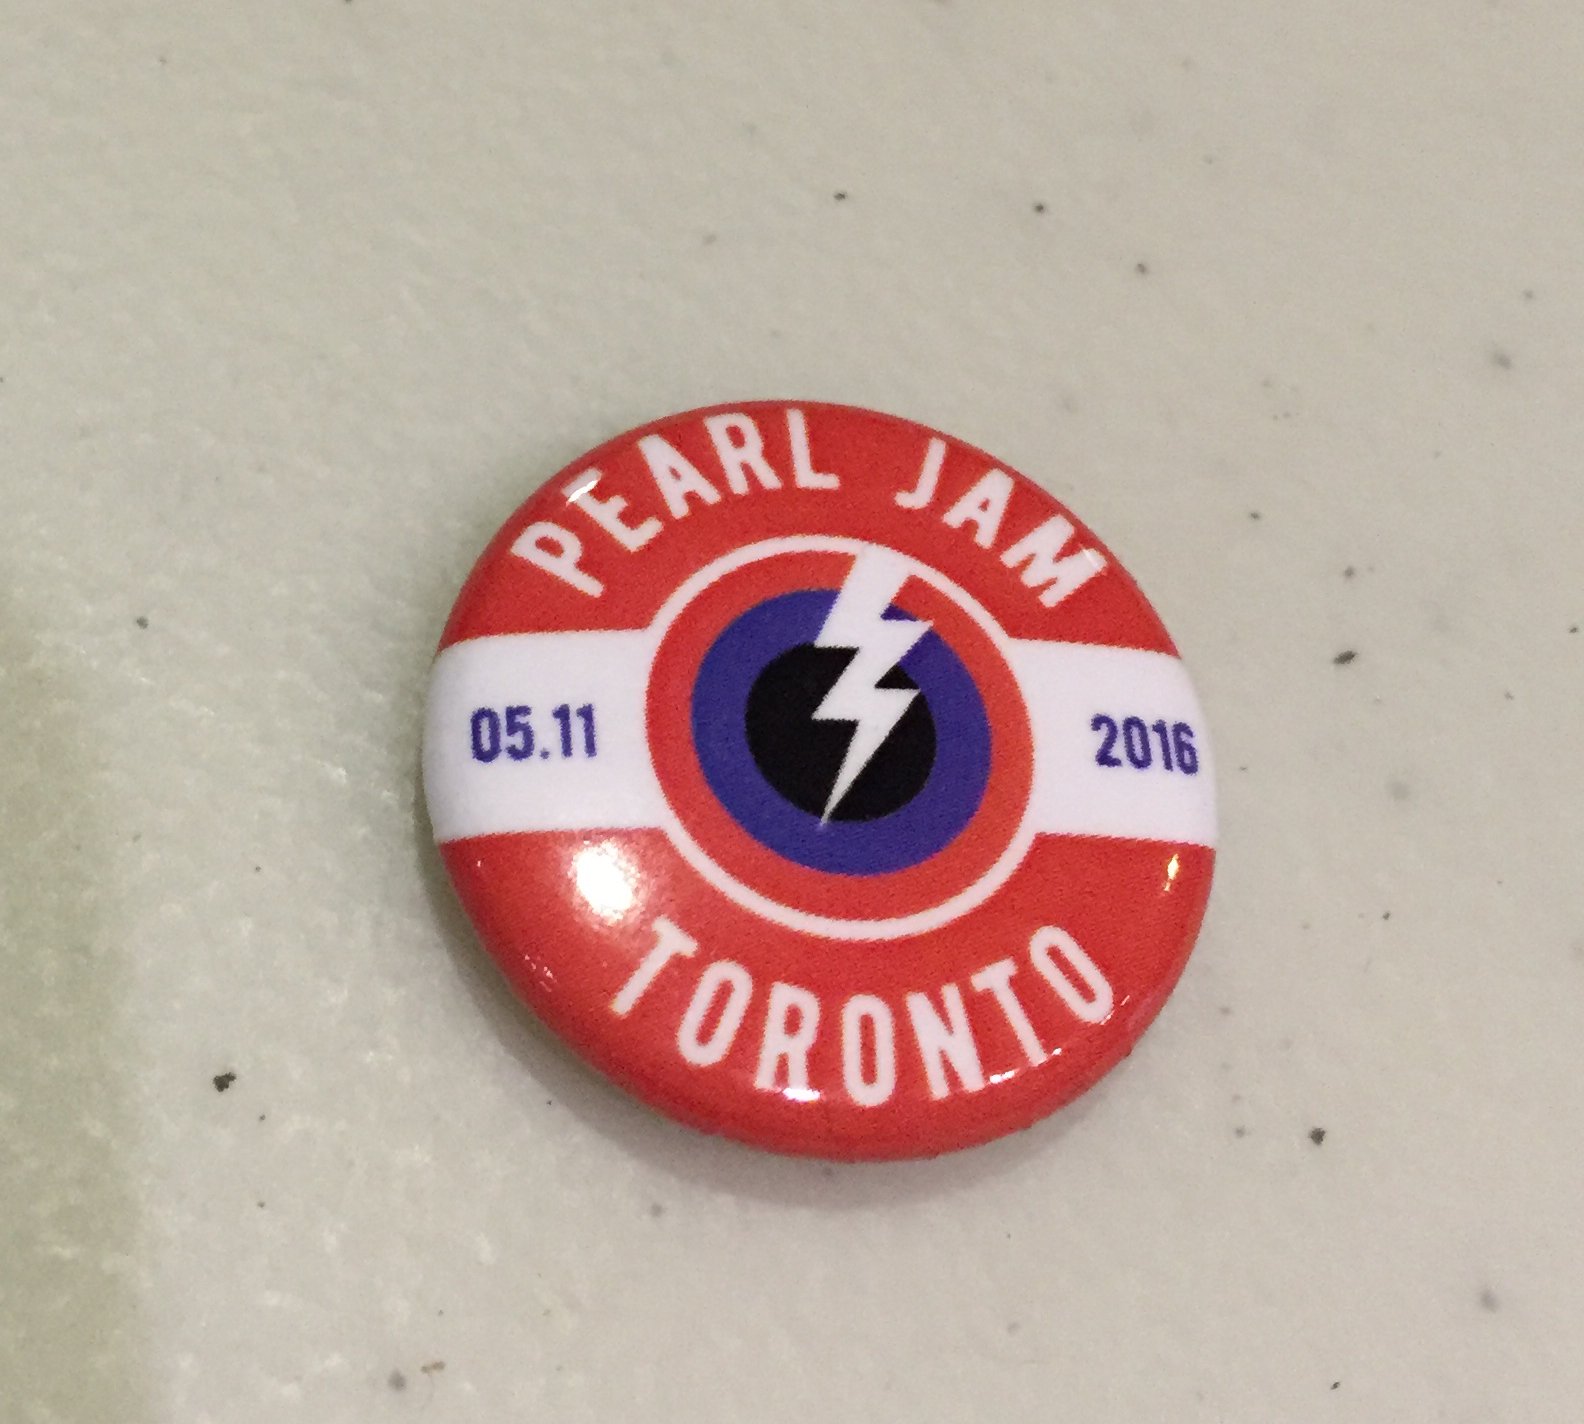 PEARL JAM
05.11
2016
TORONTO